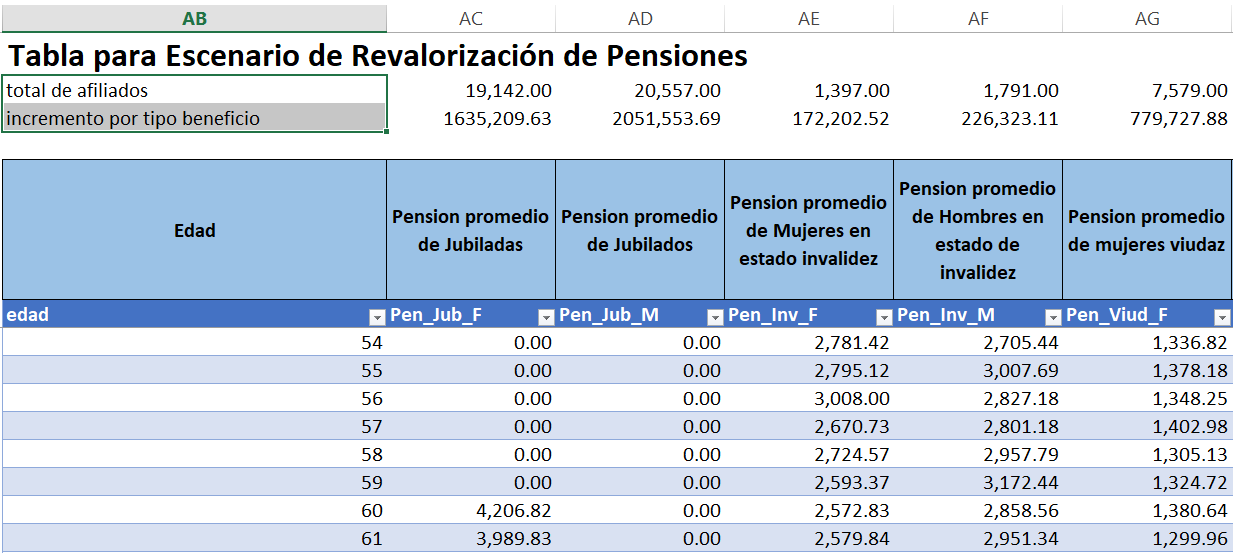 AB AC AD AE AF AG
Tabla para Escenario de Revalorización de Pensiones
total de afiliados 19,142.00 20,557.00 1,397.00 1,791.00 7,579.00
incremento por tipo beneficio 1635,209.63 2051,553.69 172,202.52 226,323.11 779,727.88
Edad
Pension promedio
de Jubiladas
Pension promedio
de Jubilados
Pension promedio
de Mujeres en
estado invalidez
Pension promedio
de Hombres en
estado de
invalidez
Pension promedio
de mujeres viudaz
edad Pen_Jub_F Pen_Jub_M Pen_Inv_F Pen_Inv_M Pen_Viud_F
54 0.00 0.00 2,781.42 2,705.44 1,336.82
55 0.00 0.00 2,795.12 3,007.69 1,378.18
56 0.00 0.00 3,008.00 2,827.18 1,348.25
57 0.00 0.00 2,670.73 2,801.18 1,402.98
58 0.00 0.00 2,724.57 2,957.79 1,305.13
59 0.00 0.00 2,593.37 3,172.44 1,324.72
60 4,206.82 0.00 2,572.83 2,858.56 1,380.64
61 3,989.83 0.00 2,579.84 2,951.34 1,299.96